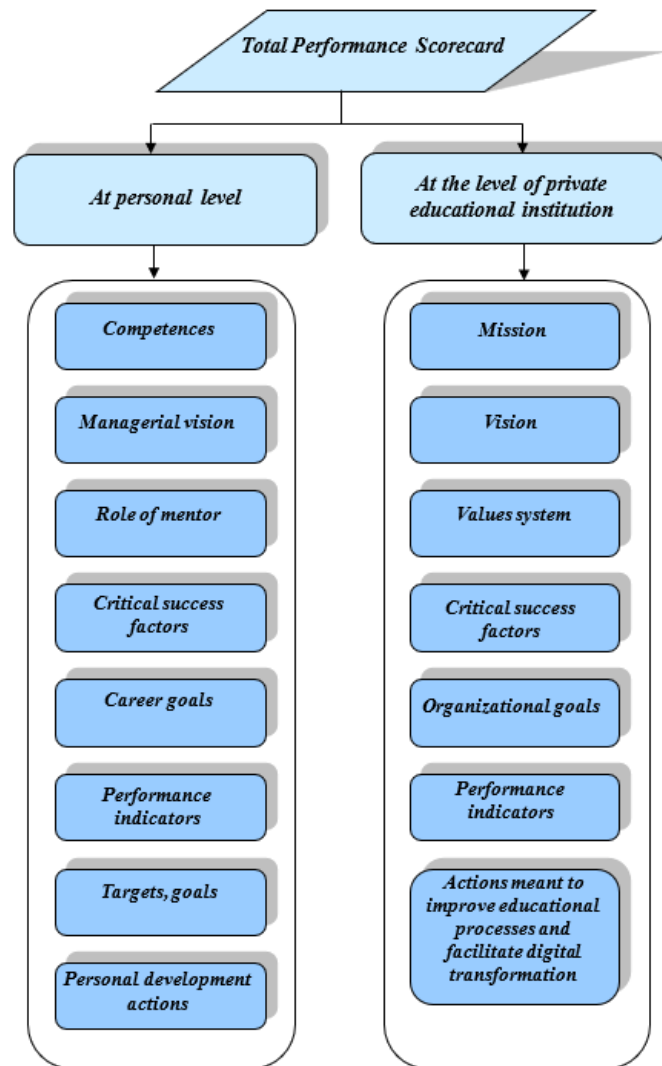 Total Performance Scorecard
At personal level
At the level of private
educational institution
Competences
Managerial vision
Role of mentor
Critical success
factors
Career goals
Performance
indicators
Targets, goals
Personal development
actions
Mission
Vision
Values system
Critical success
factors
Organizational goals
Performance
indicators
Actions meant to
improve educational
processes and
facilitate digital
transformation